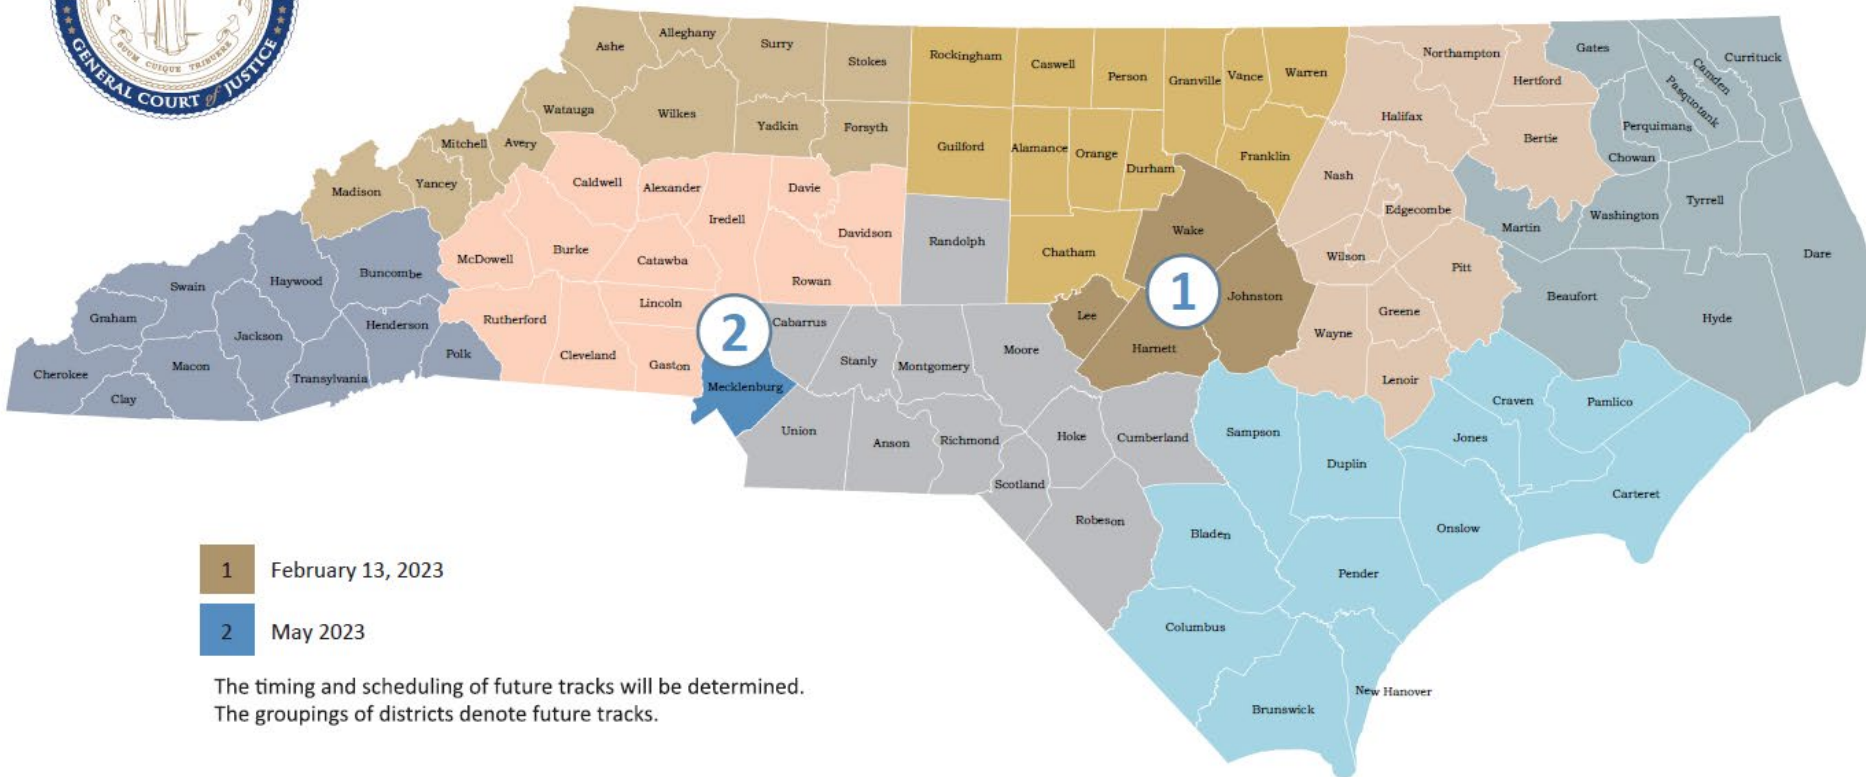 SUUM CUIQUE TRIBUERE
GENERAL COURT of JUSTICE
Ashe
Alleghany
Surry
Stokes
Rockingham
Caswell
Person
Granville
Vance
Warren
Northampton
Hertford
Gates
Camden
Currituck
Pasquotank
Watauga
Wilkes
Yadkin
Forsyth
Guilford
Alamance
Orange
Durham
Franklin
Halifax
Bertie
Perquimans
Chowan
Mitchell
Avery
Madison
Yancey
Caldwell
Alexander
Iredell
Davie
Davidson
Randolph
Chatham
Wake
Nash
Edgecombe
Martin
Washington
Tyrrell
Dare
Swain
Haywood
Buncombe
McDowell
Burke
Catawba
Rowan
Wilson
Pitt
Beaufort
Hyde
Graham
Jackson
Henderson
Rutherford
Lincoln
2
Cabarrus
Lee
1
Johnston
Wayne
Greene
Cherokee
Macon
Transylvania
Polk
Cleveland
Gaston
Mecklenburg
Stanly
Montgomery
Moore
Harnett
Lenoir
Craven
Pamlico
Clay
Union
Anson
Richmond
Hoke
Cumberland
Sampson
Duplin
Jones
Scotland
Carteret
Robeson
Bladen
Onslow
Pender
Columbus
New Hanover
Brunswick
1 February 13, 2023
2 May 2023
The timing and scheduling of future tracks will be determined.
The groupings of districts denote future tracks.